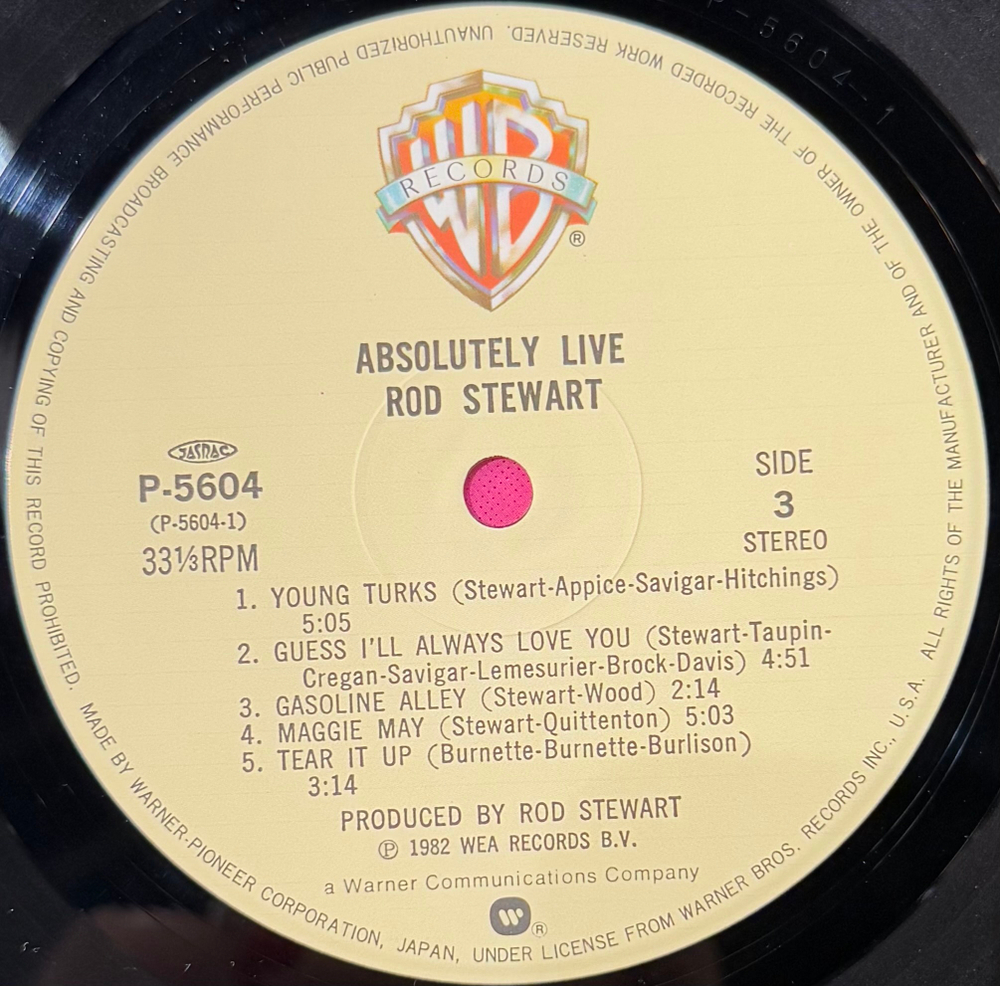 P-5604-1
WB
RECORDS
®
ABSOLUTELY LIVE
ROD STEWART
JASRAC
P-5604
(P-5604-1)
33⅓RPM
SIDE
3
STEREO
1. YOUNG TURKS (Stewart-Appice-Savigar-Hitchings)
5:05
2. GUESS I'LL ALWAYS LOVE YOU (Stewart-Taupin-
Cregan-Savigar-Lemesurier-Brock-Davis) 4:51
3. GASOLINE ALLEY (Stewart-Wood) 2:14
4. MAGGIE MAY (Stewart-Quittenton) 5:03
5. TEAR IT UP (Burnette-Burnette-Burlison)
3:14
PRODUCED BY ROD STEWART
Ⓟ 1982 WEA RECORDS B.V.
a Warner Communications Company
®
MADE BY WARNER-PIONEER CORPORATION, JAPAN, UNDER LICENSE FROM WARNER BROS. RECORDS INC., U.S.A. ALL RIGHTS OF THE MANUFACTURER AND OF THE OWNER OF THE RECORDED WORK RESERVED. UNAUTHORIZED PUBLIC PERFORMANCE BROADCASTING AND COPYING OF THIS RECORD PROHIBITED.